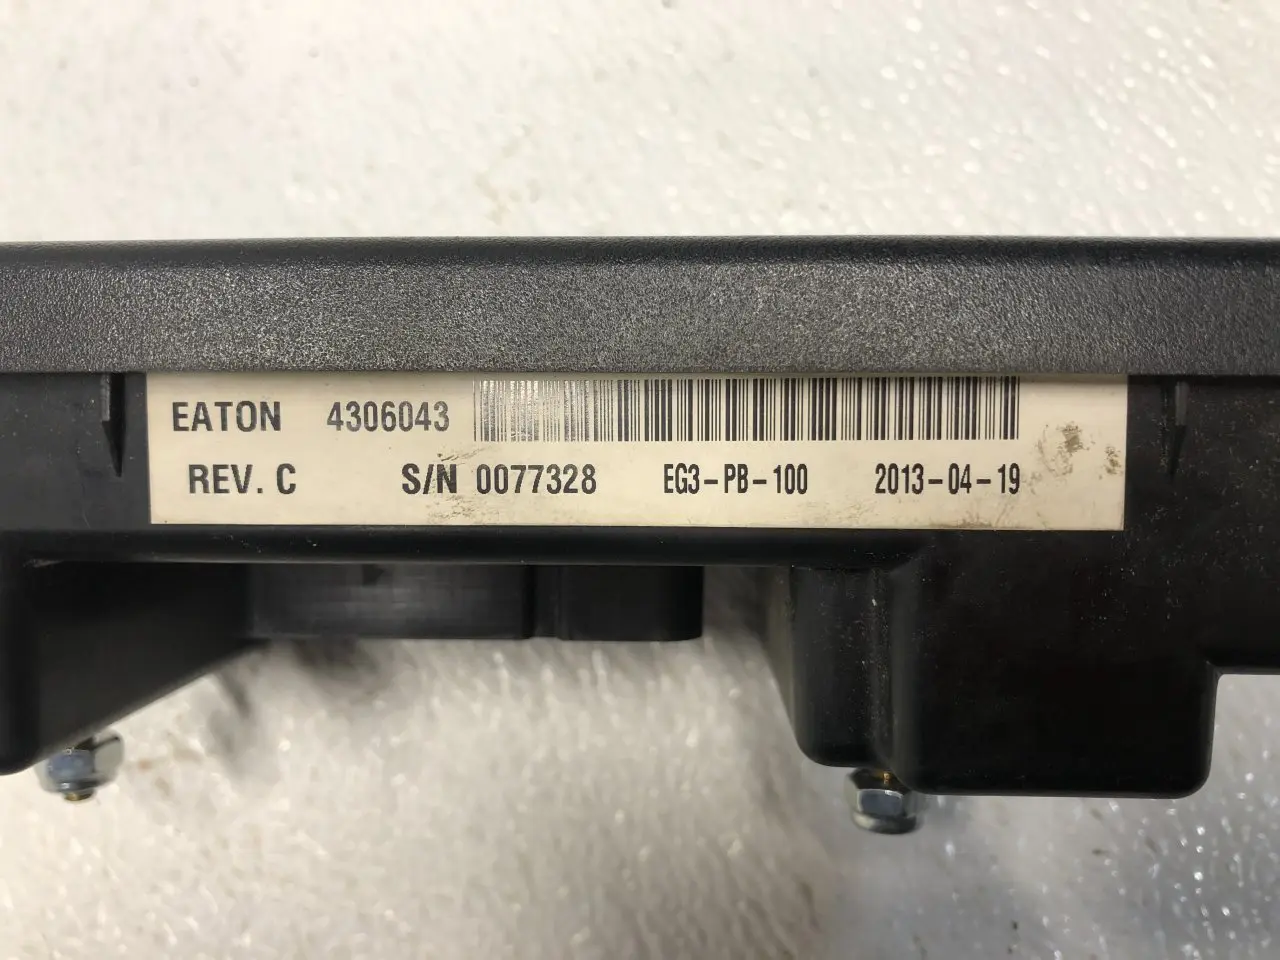 EATON 4306043
REV. C S/N 0077328 EG3-PB-100 2013-04-19